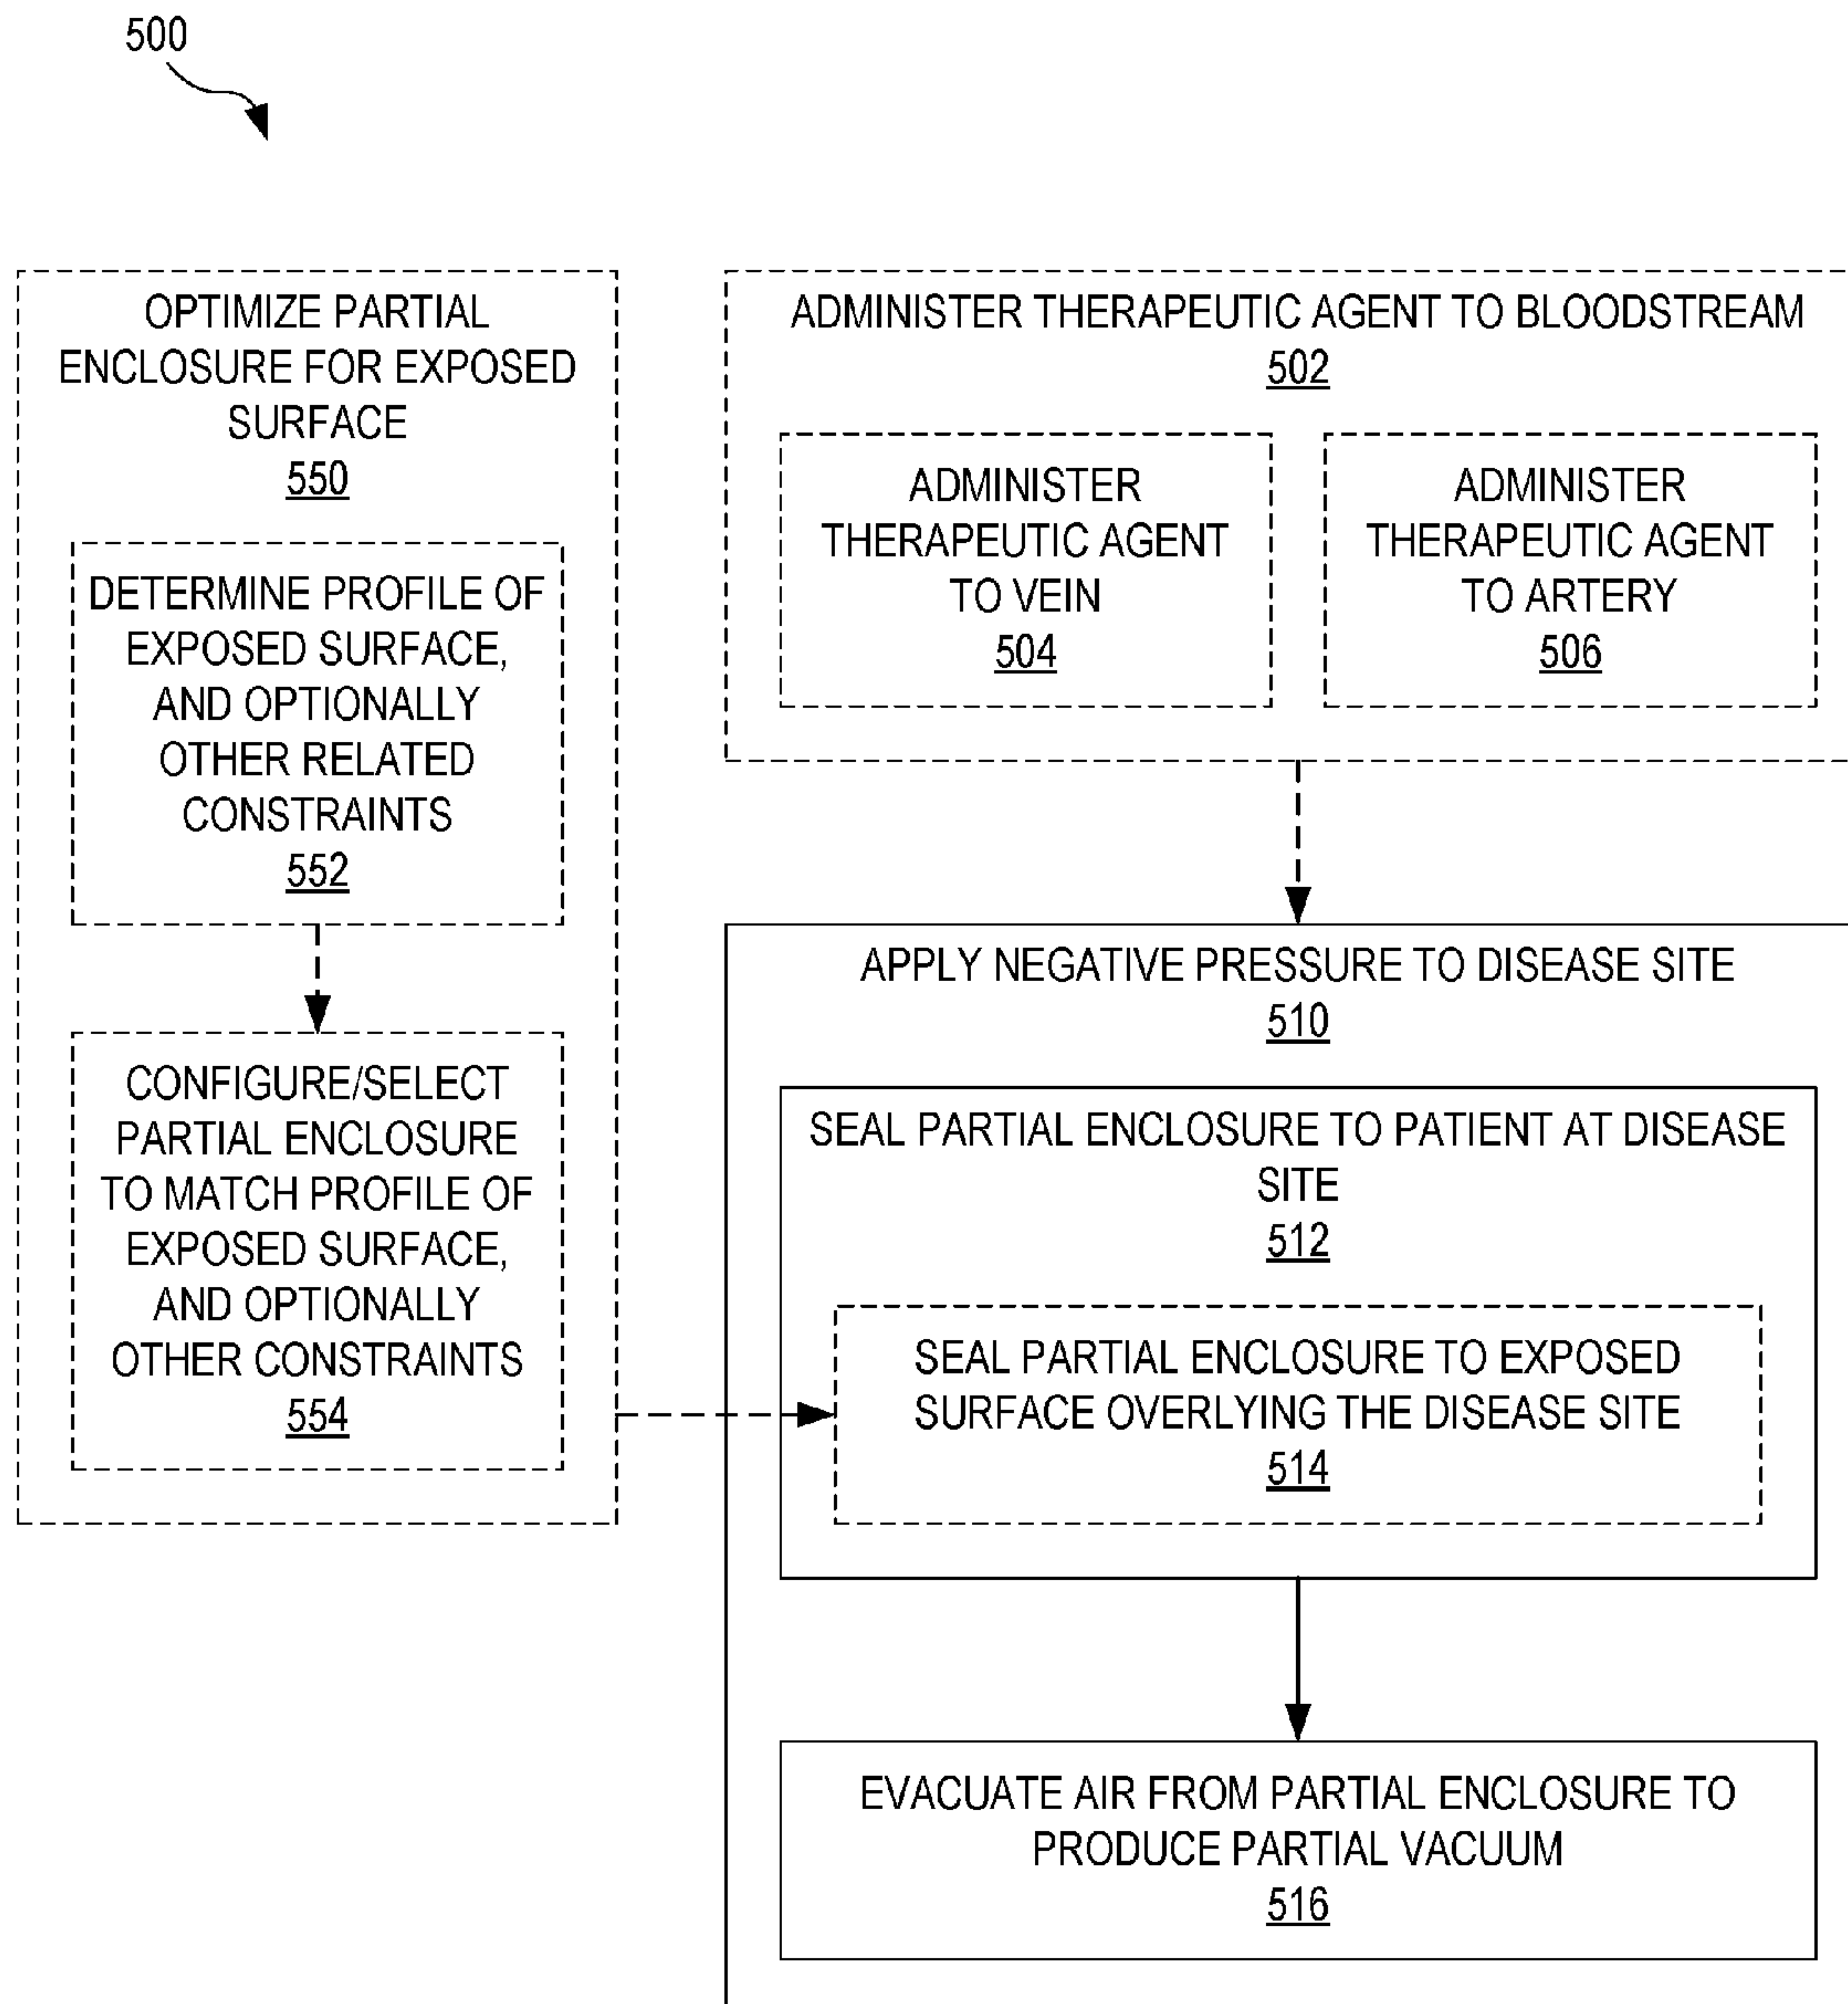 500
OPTIMIZE PARTIAL
ENCLOSURE FOR EXPOSED
SURFACE
550
DETERMINE PROFILE OF
EXPOSED SURFACE,
AND OPTIONALLY
OTHER RELATED
CONSTRAINTS
552
CONFIGURE/SELECT
PARTIAL ENCLOSURE
TO MATCH PROFILE OF
EXPOSED SURFACE,
AND OPTIONALLY
OTHER CONSTRAINTS
554
ADMINISTER THERAPEUTIC AGENT TO BLOODSTREAM
502
ADMINISTER
THERAPEUTIC AGENT
TO VEIN
504
ADMINISTER
THERAPEUTIC AGENT
TO ARTERY
506
APPLY NEGATIVE PRESSURE TO DISEASE SITE
510
SEAL PARTIAL ENCLOSURE TO PATIENT AT DISEASE
SITE
512
SEAL PARTIAL ENCLOSURE TO EXPOSED
SURFACE OVERLYING THE DISEASE SITE
514
EVACUATE AIR FROM PARTIAL ENCLOSURE TO
PRODUCE PARTIAL VACUUM
516